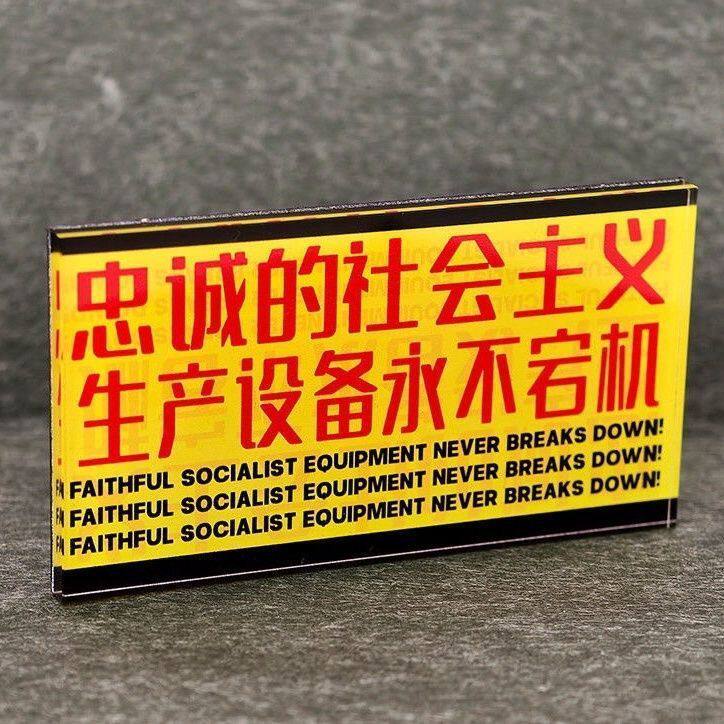 忠诚的社会主义
生产设备永不宕机
FAITHFUL SOCIALIST EQUIPMENT NEVER BREAKS DOWN!
FAITHFUL SOCIALIST EQUIPMENT NEVER BREAKS DOWN!
FAITHFUL SOCIALIST EQUIPMENT NEVER BREAKS DOWN!